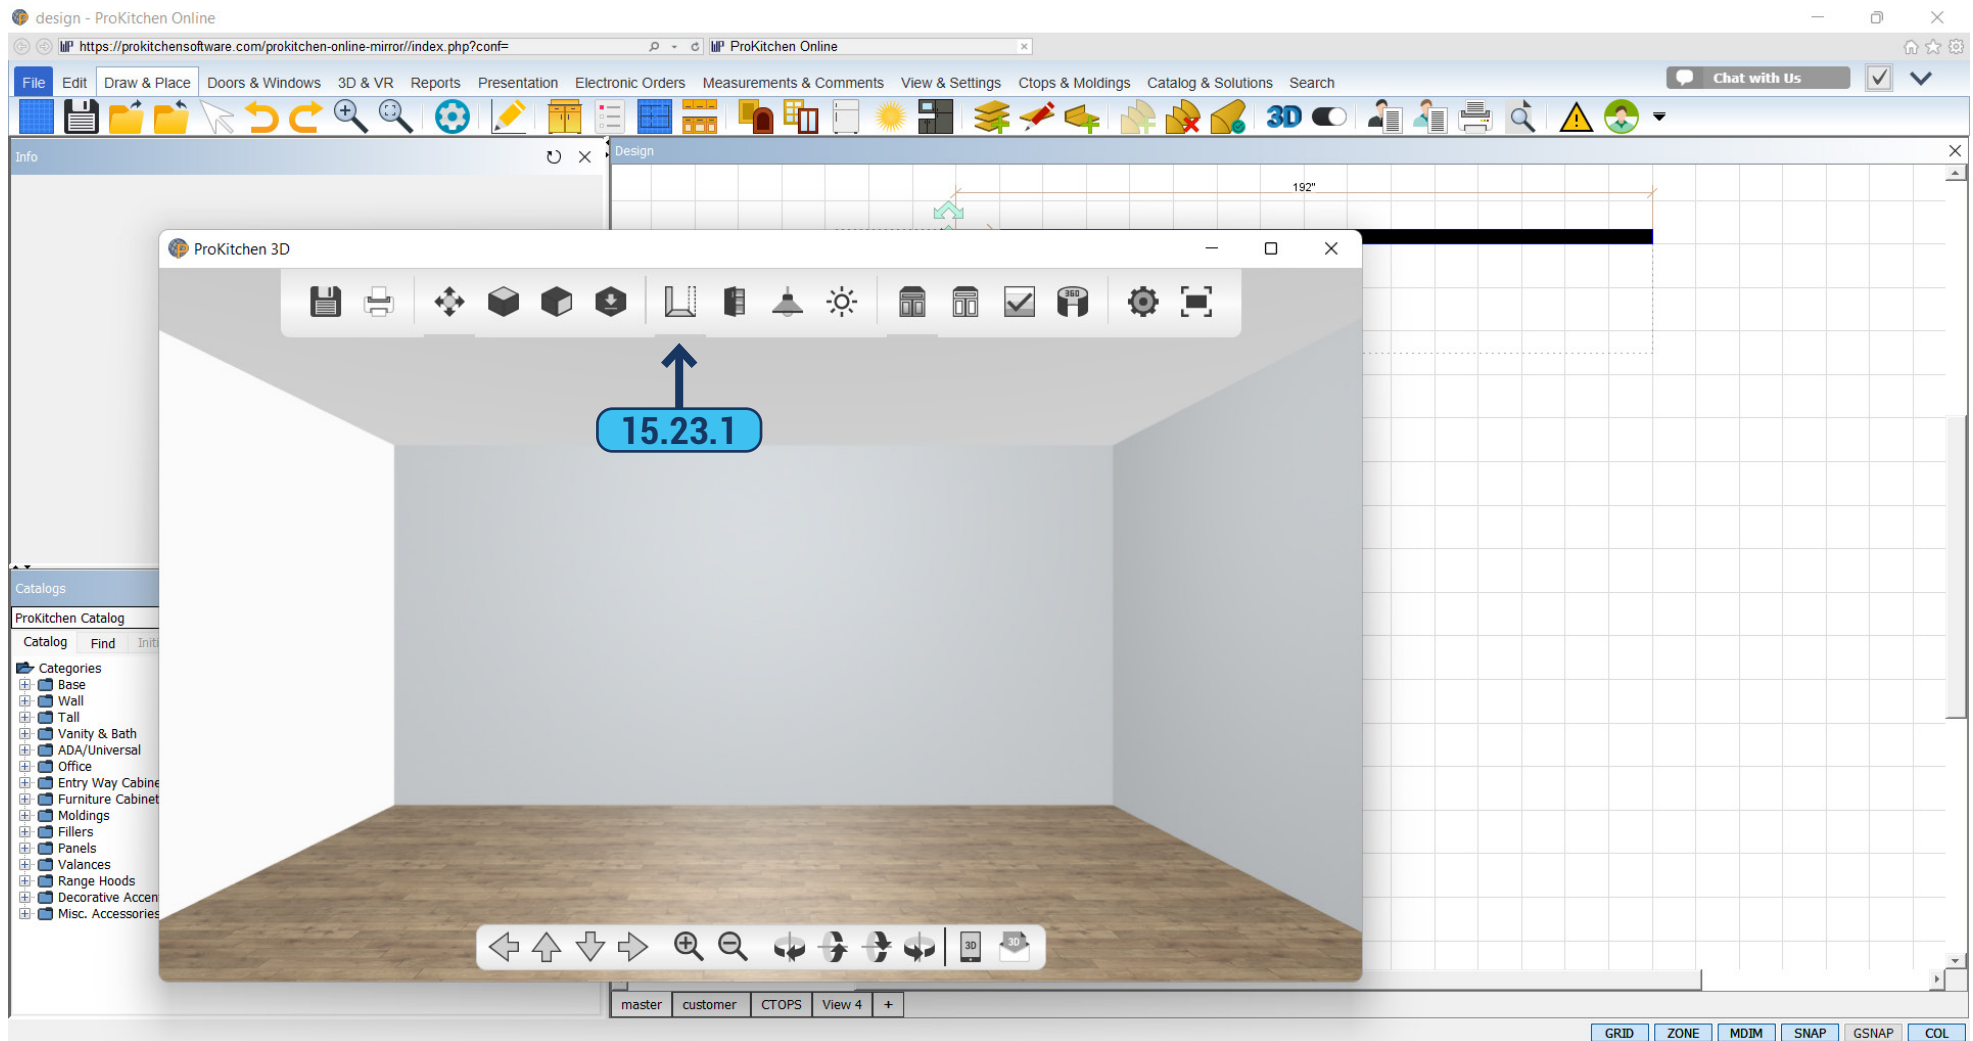 design - ProKitchen Online
https://prokitchensoftware.com/prokitchen-online-mirror//index.php?conf=
ProKitchen Online
File Edit Draw & Place Doors & Windows 3D & VR Reports Presentation Electronic Orders Measurements & Comments View & Settings Ctops & Moldings Catalog & Solutions Search
Chat with Us
3D
Info
Design
192"
ProKitchen 3D
360
15.23.1
Catalogs
ProKitchen Catalog
Catalog Find Initi
Categories
Base
Wall
Tall
Vanity & Bath
ADA/Universal
Office
Entry Way Cabine
Furniture Cabinet
Moldings
Fillers
Panels
Valances
Range Hoods
Decorative Accen
Misc. Accessories
3D 3D
master customer CTOPS View 4 +
GRID ZONE MDIM SNAP GSNAP COL